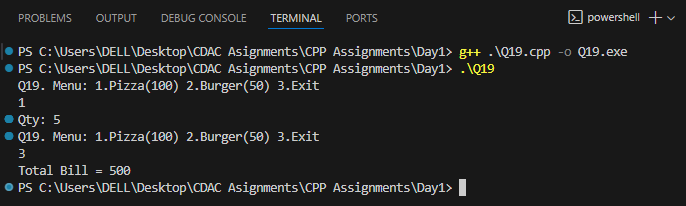 PROBLEMS OUTPUT DEBUG CONSOLE TERMINAL PORTS powershell
PS C:\Users\DELL\Desktop\CDAC Asignments\CPP Assignments\Day1> g++ .\Q19.cpp -o Q19.exe
PS C:\Users\DELL\Desktop\CDAC Asignments\CPP Assignments\Day1> .\Q19
Q19. Menu: 1.Pizza(100) 2.Burger(50) 3.Exit
1
Qty: 5
Q19. Menu: 1.Pizza(100) 2.Burger(50) 3.Exit
3
Total Bill = 500
PS C:\Users\DELL\Desktop\CDAC Asignments\CPP Assignments\Day1>